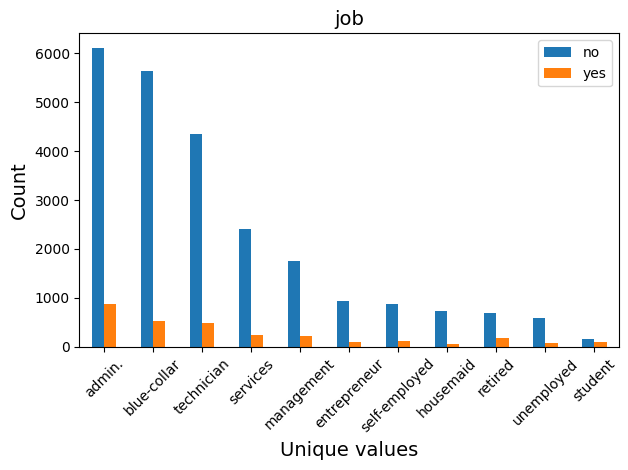 job
no
yes
Count
6000
5000
4000
3000
2000
1000
0
admin.
blue-collar
technician
services
management
entrepreneur
self-employed
housemaid
retired
unemployed
student
Unique values